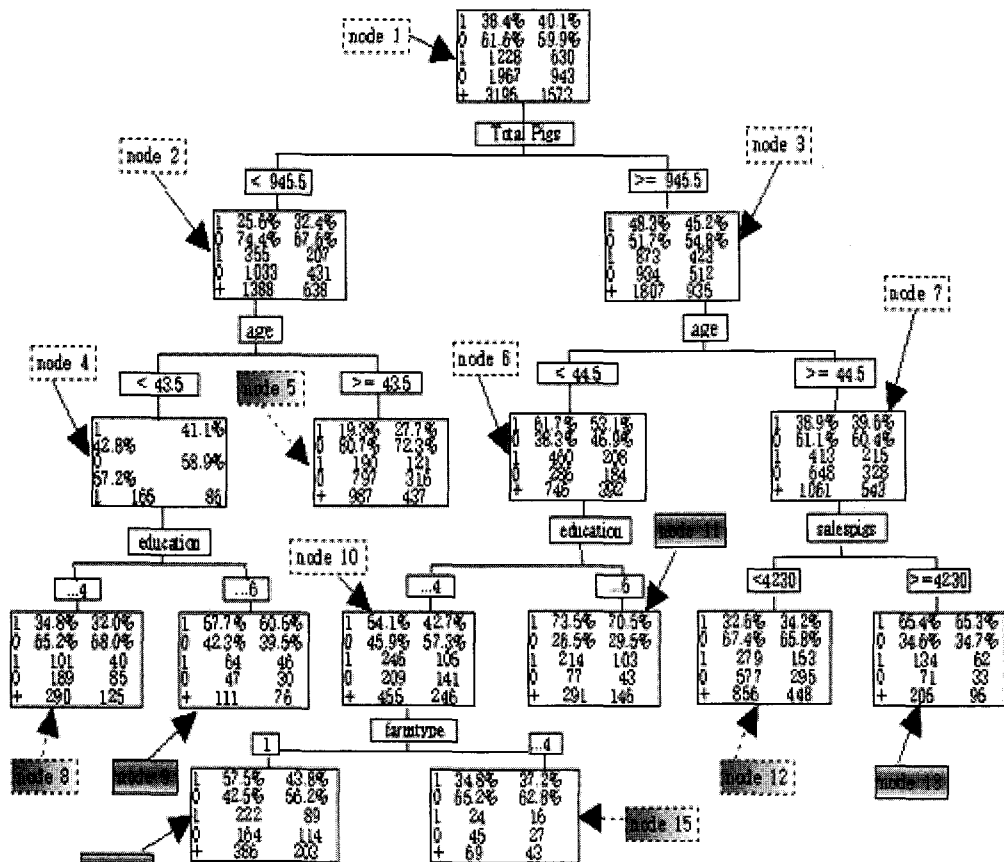 node 1
1 38.4% 40.1%
0 61.6% 59.9%
1 1228 630
0 1967 943
+ 3195 1573
Total Pigs
node 2
node 3
< 945.5
>= 945.5
1 25.6% 32.4%
0 74.4% 67.6%
1 355 207
0 1033 431
+ 1388 638
1 48.3% 45.2%
0 51.7% 54.8%
1 873 423
0 934 512
+ 1807 935
node 7
age
age
node 4
node 5
node 6
< 43.5
>= 43.5
< 44.5
>= 44.5
1 41.1%
42.8%
0 58.9%
57.2%
1 165 86
1 19.3% 27.7%
0 80.7% 72.3%
1 190 121
0 797 316
+ 987 437
1 61.7% 53.1%
0 38.3% 46.9%
1 460 208
0 286 184
+ 746 392
1 38.9% 39.6%
0 61.1% 60.4%
1 413 215
0 648 328
+ 1061 543
education
education
salespigs
node 10
node 11
...4
...6
...4
...6
<4230
>=4230
1 34.8% 32.0%
0 65.2% 68.0%
1 101 40
0 189 85
+ 290 125
1 57.7% 60.5%
0 42.3% 39.5%
1 64 46
0 47 30
+ 111 76
1 54.1% 42.7%
0 45.9% 57.3%
1 246 105
0 209 141
+ 455 246
1 73.5% 70.5%
0 26.5% 29.5%
1 214 103
0 77 43
+ 291 146
1 32.6% 34.2%
0 67.4% 65.8%
1 279 153
0 577 295
+ 856 448
1 65.4% 65.3%
0 34.6% 34.7%
1 134 62
0 71 33
+ 205 95
farmtype
node 8
node 9
node 12
node 13
1
...4
1 57.5% 43.8%
0 42.5% 56.2%
1 222 89
0 164 114
+ 386 203
1 34.8% 37.2%
0 65.2% 62.8%
1 24 16
0 45 27
+ 69 43
node 15